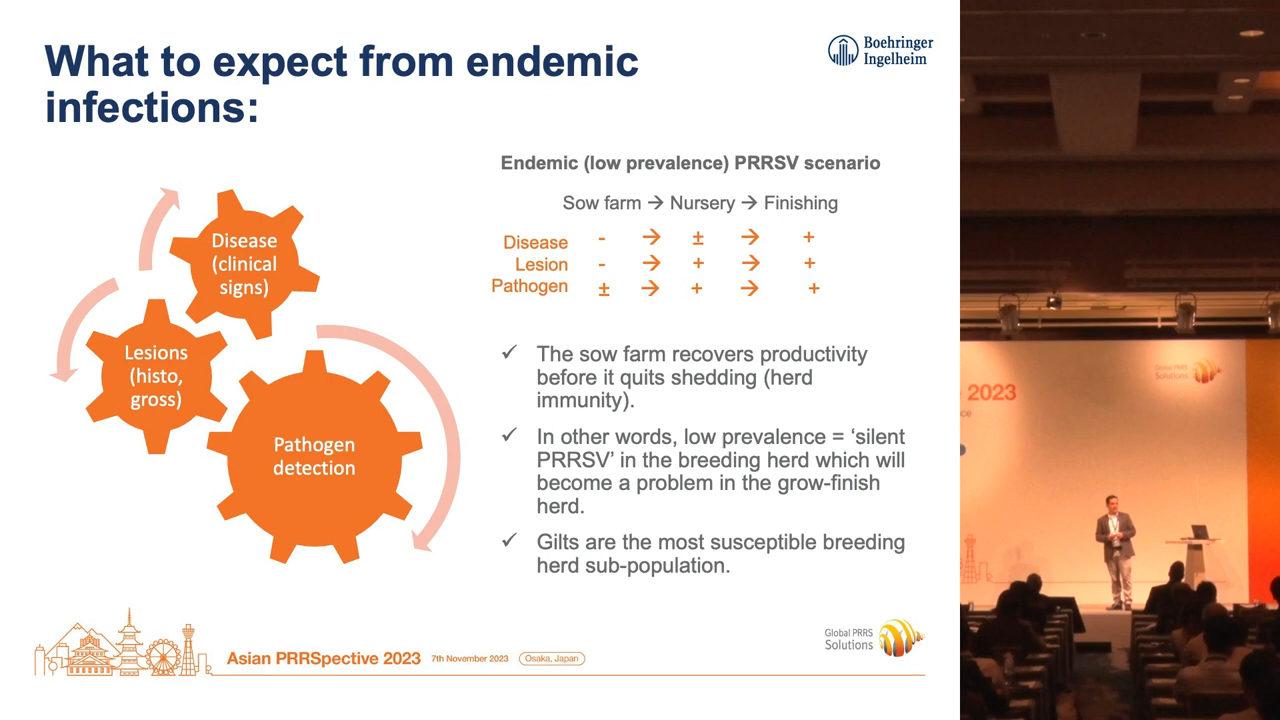 What to expect from endemic
infections:
Boehringer
Ingelheim
Disease
(clinical
signs)
Lesions
(histo,
gross)
Pathogen
detection
Endemic (low prevalence) PRRSV scenario
Sow farm → Nursery → Finishing
Disease - → ± → +
Lesion - → + → +
Pathogen ± → + → +
✓ The sow farm recovers productivity
before it quits shedding (herd
immunity).
✓ In other words, low prevalence = ‘silent
PRRSV’ in the breeding herd which will
become a problem in the grow-finish
herd.
✓ Gilts are the most susceptible breeding
herd sub-population.
Asian PRRSpective 2023 7th November 2023 Osaka, Japan
Global PRRS
Solutions
Global PRRS
Solutions
2023